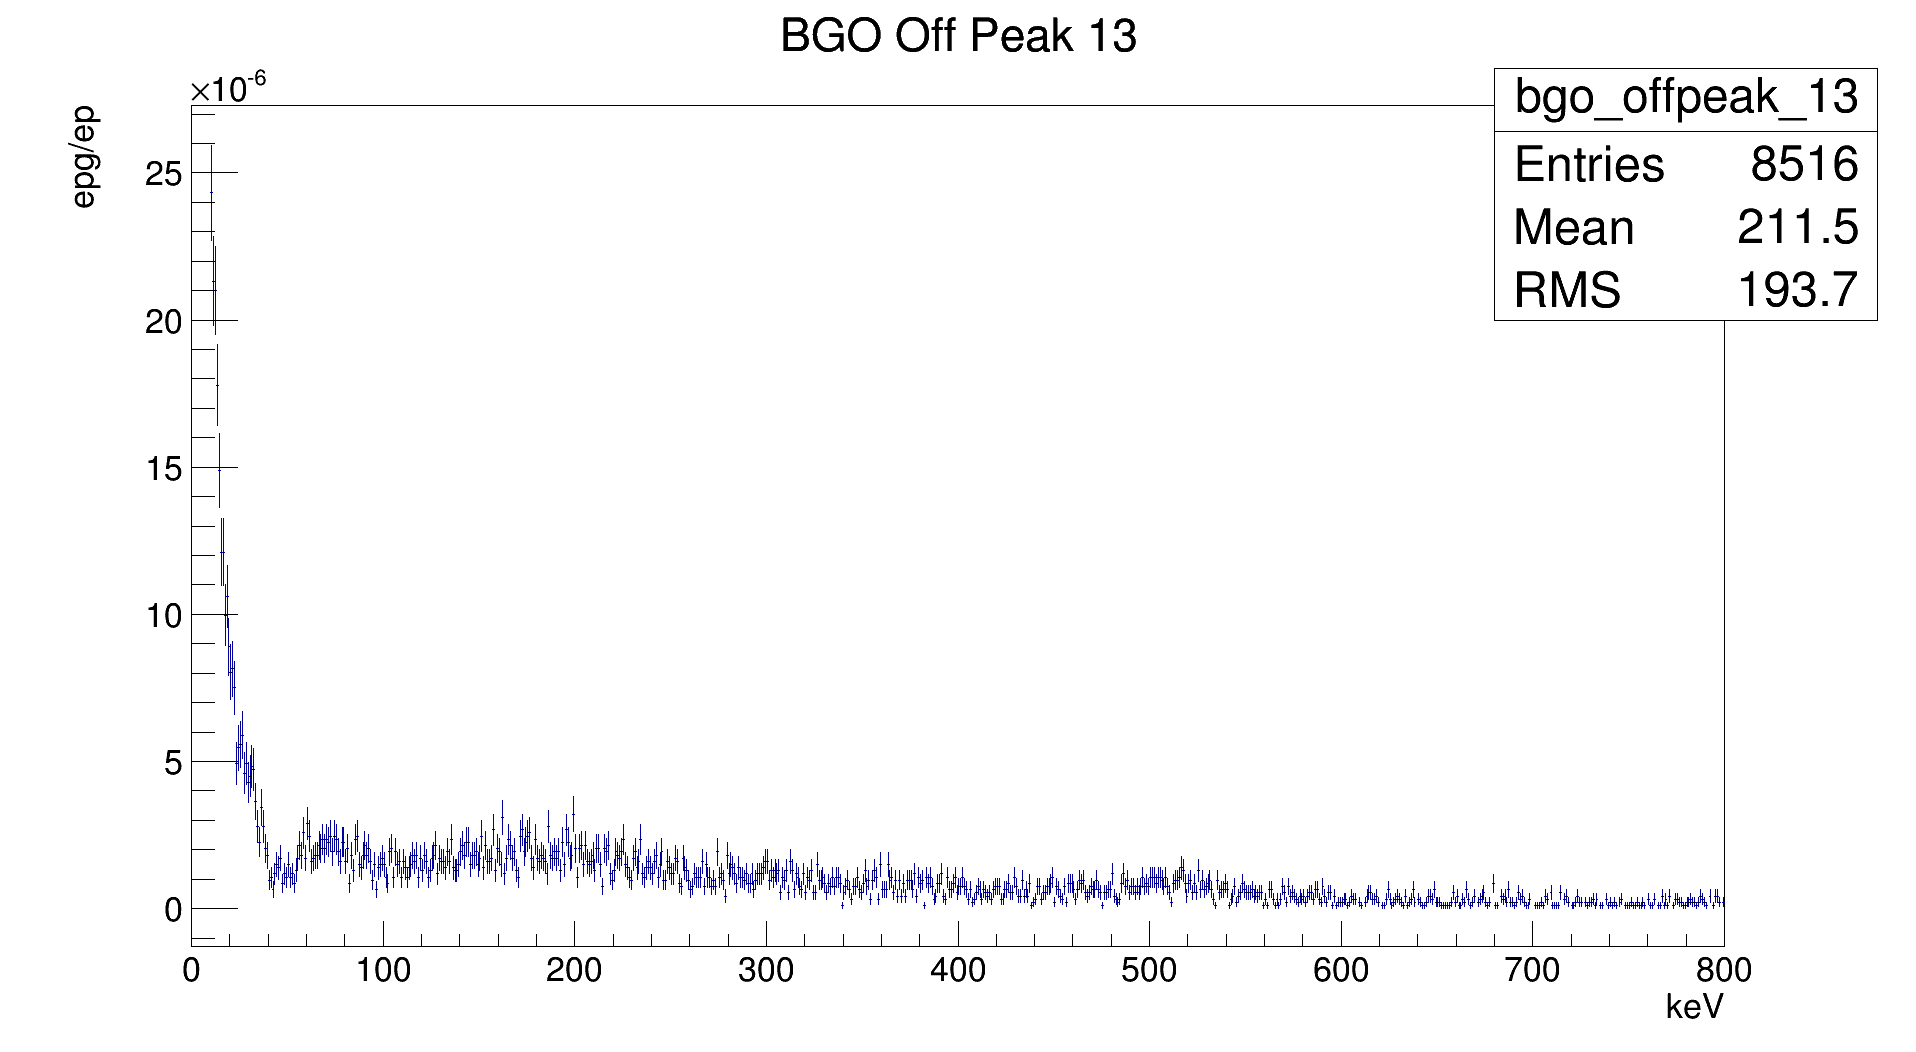 BGO Off Peak 13
×10-6
epg/ep
bgo_offpeak_13
Entries 8516
Mean 211.5
RMS 193.7
25
20
15
10
5
0
0 100 200 300 400 500 600 700 800
keV